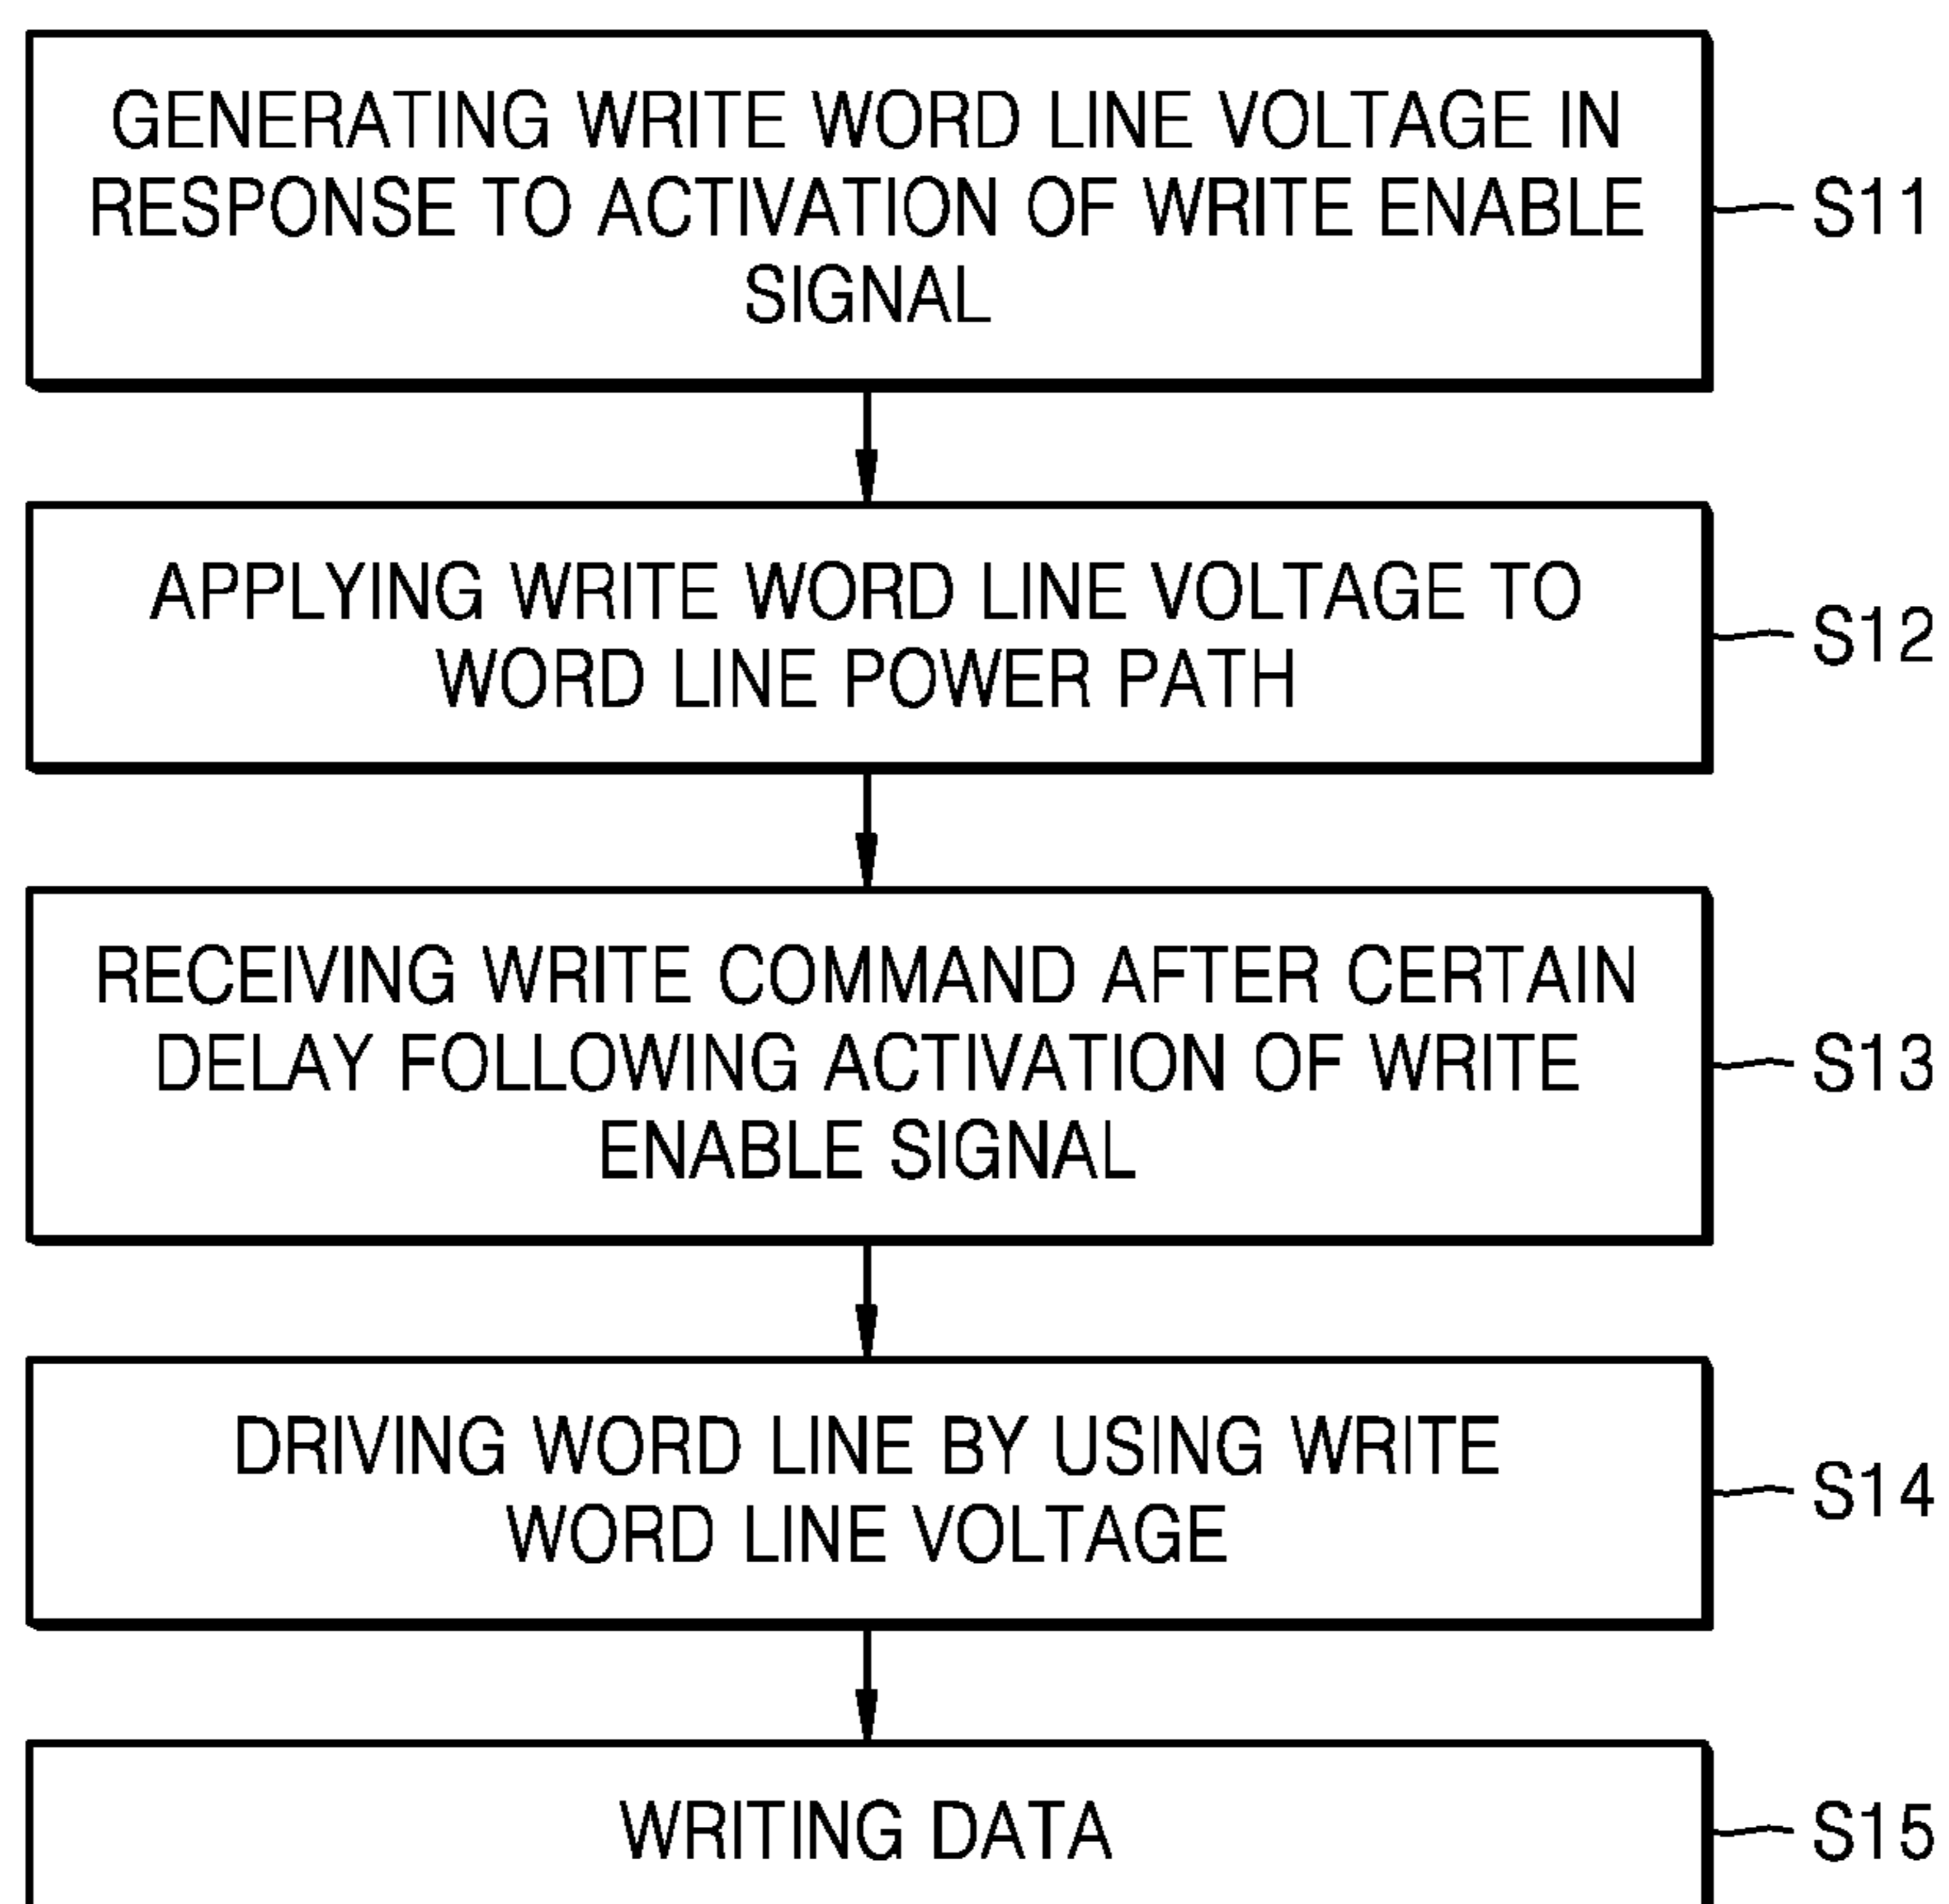 GENERATING WRITE WORD LINE VOLTAGE IN
RESPONSE TO ACTIVATION OF WRITE ENABLE
SIGNAL
S11
APPLYING WRITE WORD LINE VOLTAGE TO
WORD LINE POWER PATH
S12
RECEIVING WRITE COMMAND AFTER CERTAIN
DELAY FOLLOWING ACTIVATION OF WRITE
ENABLE SIGNAL
S13
DRIVING WORD LINE BY USING WRITE
WORD LINE VOLTAGE
S14
WRITING DATA
S15